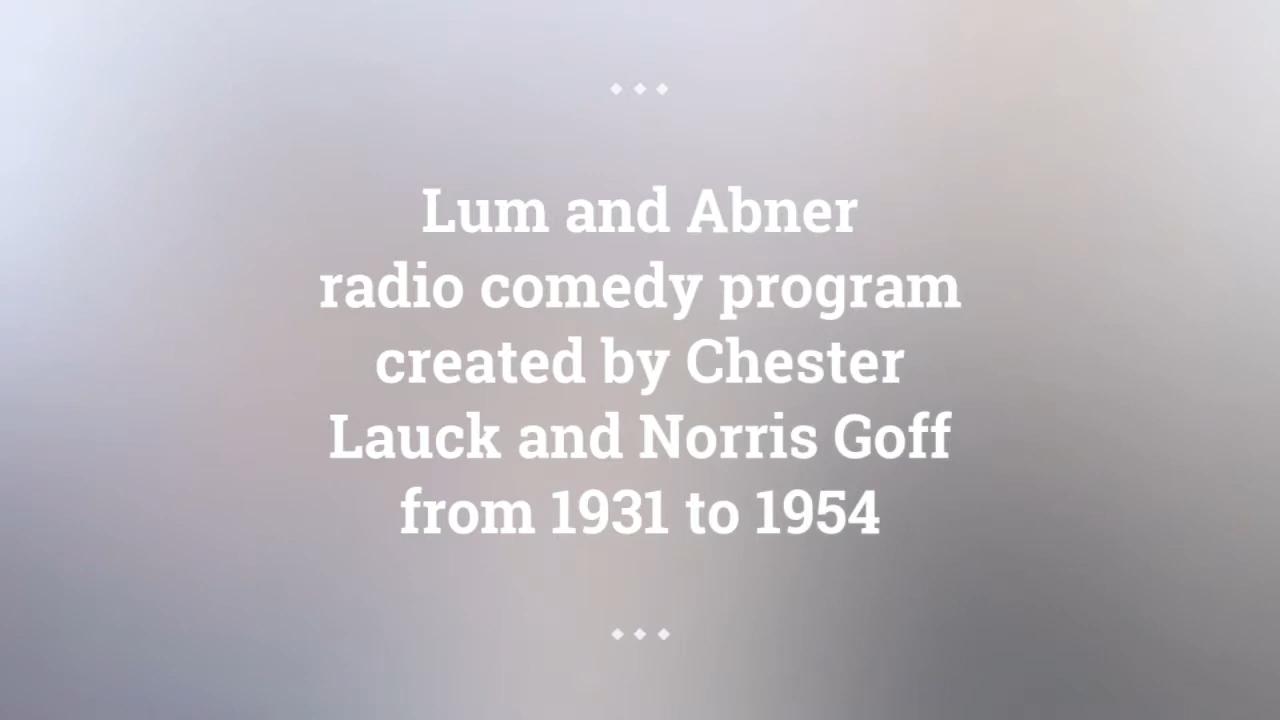 Lum and Abner
radio comedy program
created by Chester
Lauck and Norris Goff
from 1931 to 1954